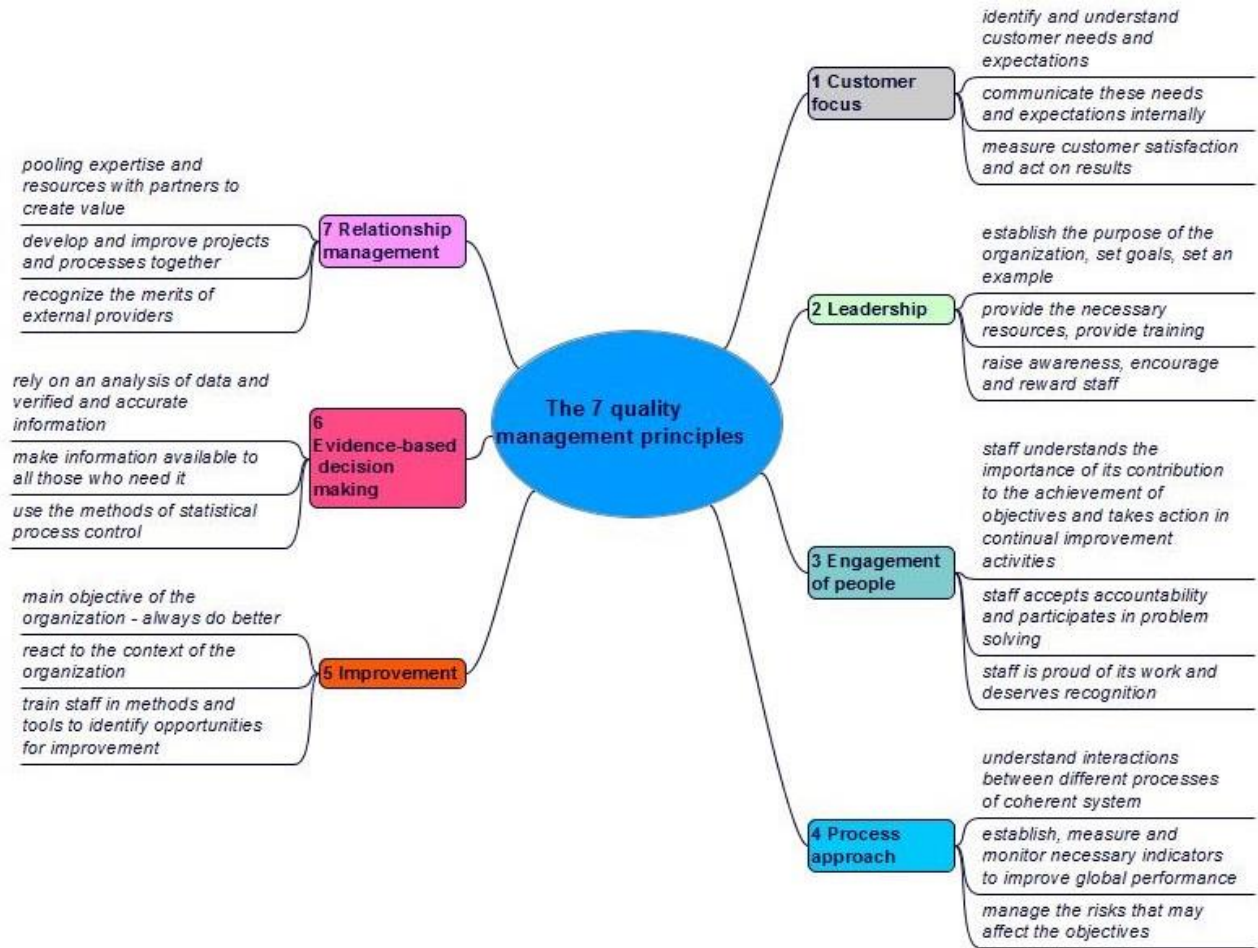 The 7 quality
management principles
1 Customer
focus
identify and understand
customer needs and
expectations
communicate these needs
and expectations internally
measure customer satisfaction
and act on results
2 Leadership
establish the purpose of the
organization, set goals, set an
example
provide the necessary
resources, provide training
raise awareness, encourage
and reward staff
3 Engagement
of people
staff understands the
importance of its contribution
to the achievement of
objectives and takes action in
continual improvement
activities
staff accepts accountability
and participates in problem
solving
staff is proud of its work and
deserves recognition
4 Process
approach
understand interactions
between different processes
of coherent system
establish, measure and
monitor necessary indicators
to improve global performance
manage the risks that may
affect the objectives
5 Improvement
main objective of the
organization - always do better
react to the context of the
organization
train staff in methods and
tools to identify opportunities
for improvement
6
Evidence-based
decision
making
rely on an analysis of data and
verified and accurate
information
make information available to
all those who need it
use the methods of statistical
process control
7 Relationship
management
pooling expertise and
resources with partners to
create value
develop and improve projects
and processes together
recognize the merits of
external providers